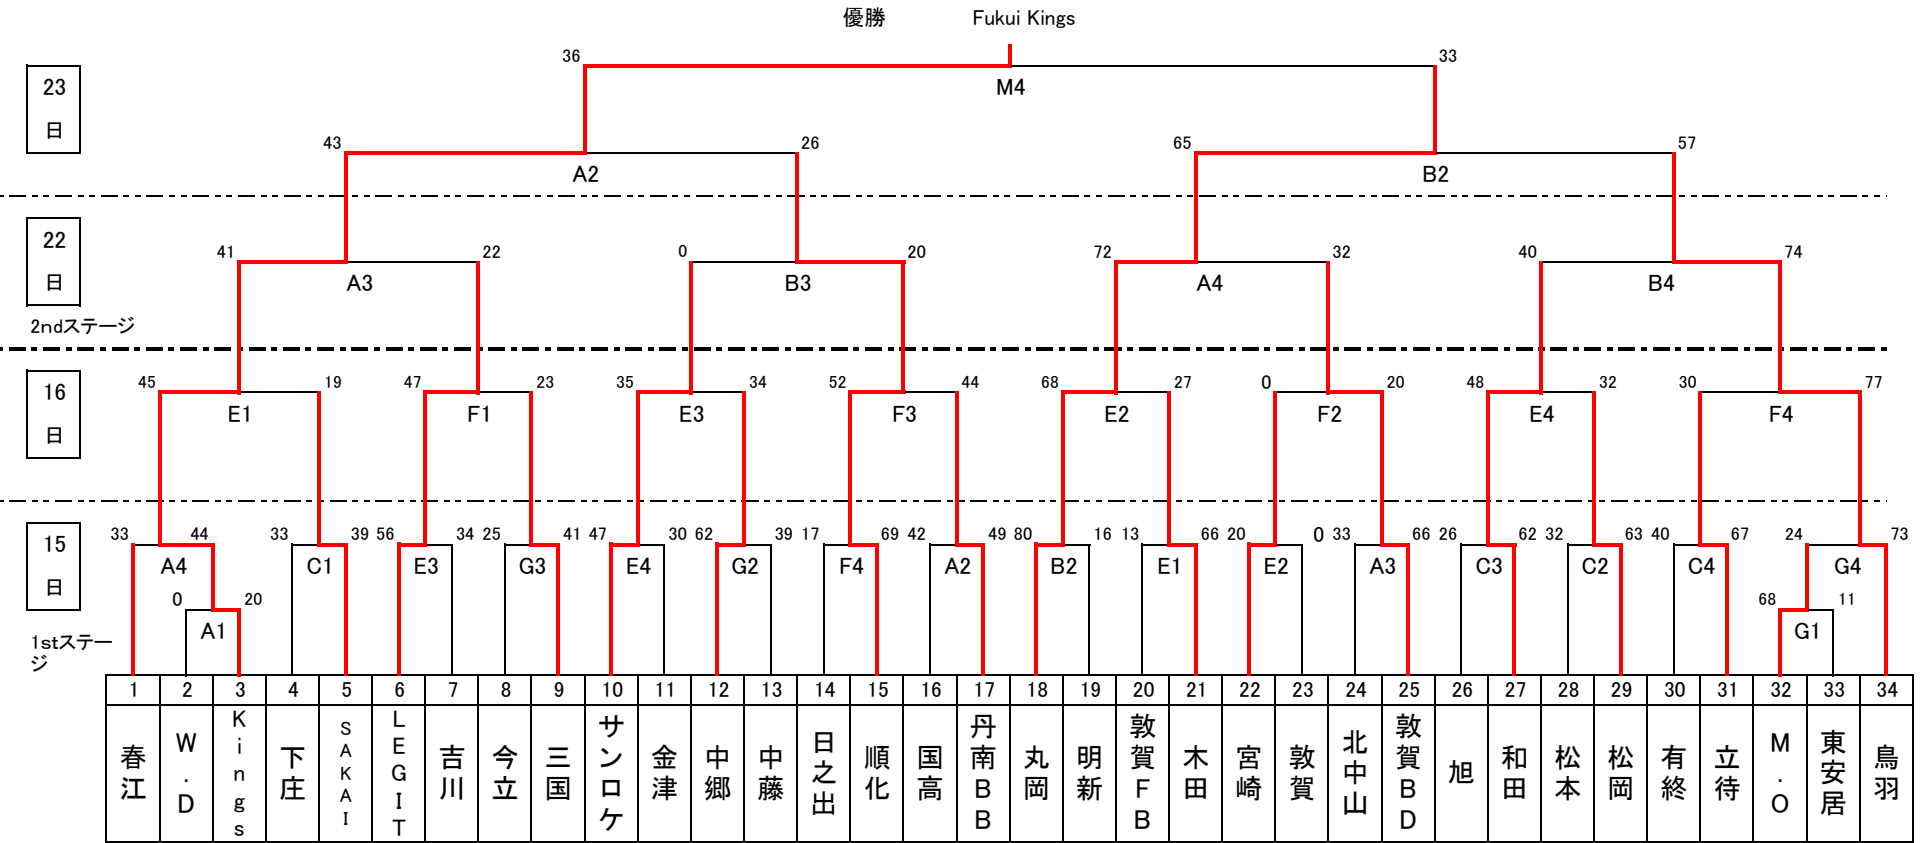 優勝 Fukui Kings
36 33
23 M4
日
43 26 65 57
A2 B2
22
41 22 0 20 72 32 40 74
日 A3 B3 A4 B4
2ndステージ
16
45 19 47 23 35 34 52 44 68 27 0 20 48 32 30 77
E1 F1 E3 F3 E2 F2 E4 F4
日
15
33 44 33 39 56 34 25 41 47 30 62 39 17 69 42 49 80 16 13 66 20 0 33 66 26 62 32 63 40 67 24 73
A4 C1 E3 G3 E4 G2 F4 A2 B2 E1 E2 A3 C3 C2 C4 G4
日
0 20 68 11
A1 G1
1stステー
ジ
1 2 3 4 5 6 7 8 9 10 11 12 13 14 15 16 17 18 19 20 21 22 23 24 25 26 27 28 29 30 31 32 33 34
春江
W.D
Kings
下庄
SAKAI
LEGIT
吉川
今立
三国
サンロケ
金津
中郷
中藤
日之出
順化
国高
丹南BB
丸岡
明新
敦賀FB
木田
宮崎
敦賀
北中山
敦賀BD
旭
和田
松本
松岡
有終
立待
M.O
東安居
鳥羽